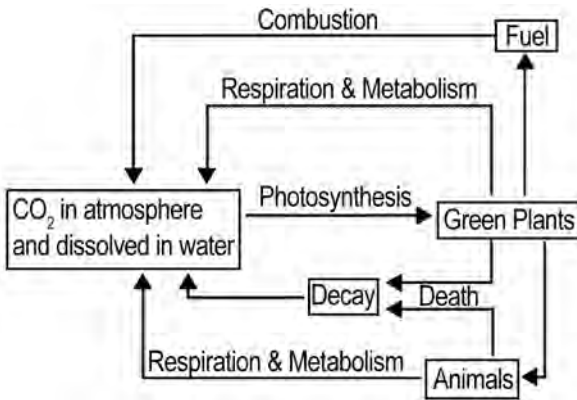 Combustion
Fuel
Respiration & Metabolism
CO₂ in atmosphere
and dissolved in water
Photosynthesis
Green Plants
Decay
Death
Respiration & Metabolism
Animals